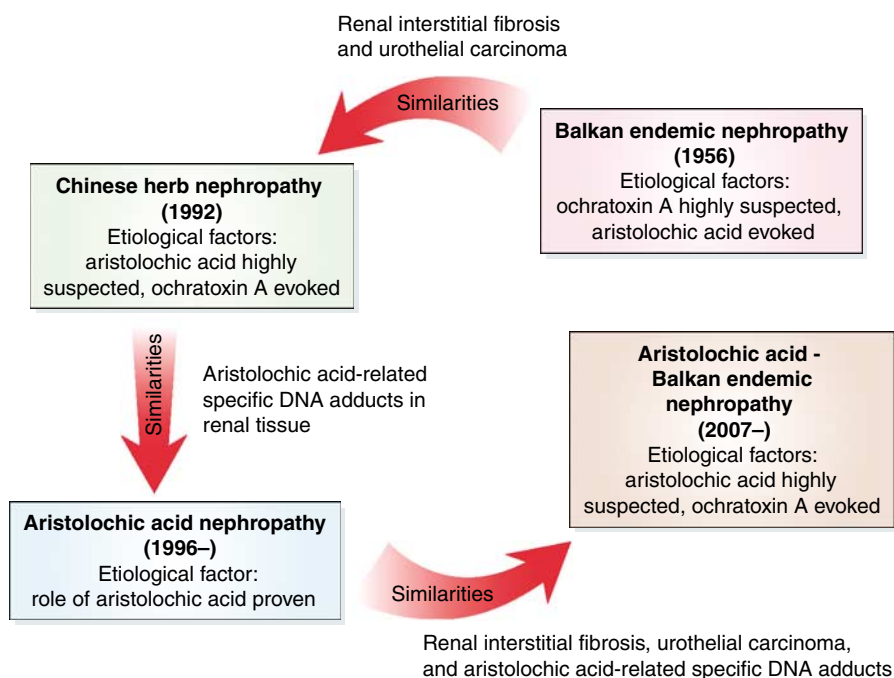 Renal interstitial fibrosis
and urothelial carcinoma
Similarities
Balkan endemic nephropathy
(1956)
Etiological factors:
ochratoxin A highly suspected,
aristolochic acid evoked
Chinese herb nephropathy
(1992)
Etiological factors:
aristolochic acid highly
suspected, ochratoxin A evoked
Similarities
Aristolochic acid-related
specific DNA adducts in
renal tissue
Aristolochic acid nephropathy
(1996–)
Etiological factor:
role of aristolochic acid proven
Similarities
Renal interstitial fibrosis, urothelial carcinoma,
and aristolochic acid-related specific DNA adducts
Aristolochic acid -
Balkan endemic
nephropathy
(2007–)
Etiological factors:
aristolochic acid highly
suspected, ochratoxin A evoked